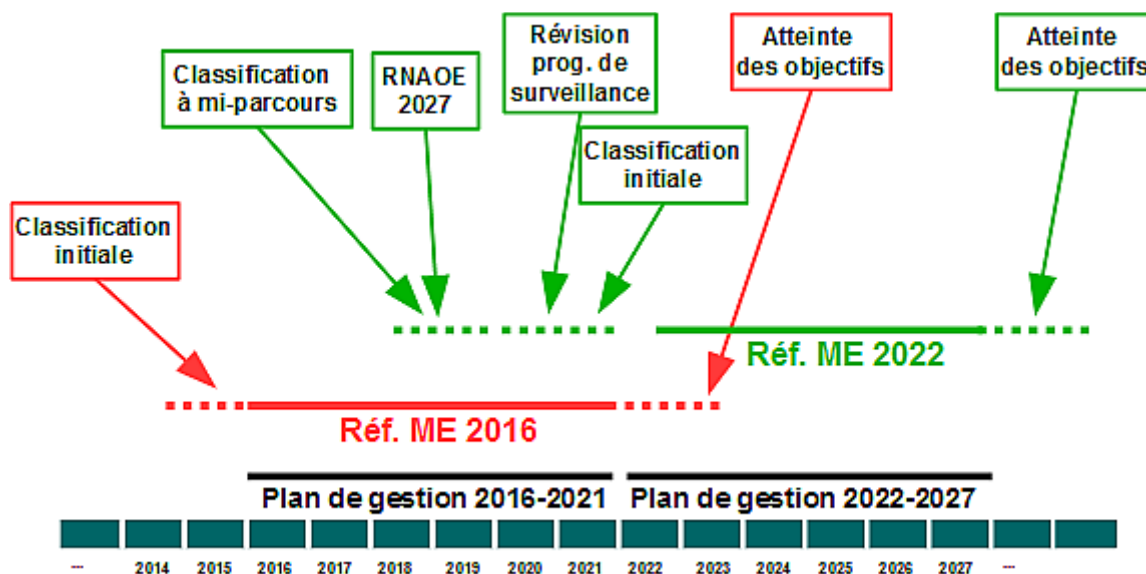 Classification
à mi-parcours
RNAOE
2027
Révision
prog. de
surveillance
Atteinte
des objectifs
Atteinte
des objectifs
Classification
initiale
Classification
initiale
Réf. ME 2022
Réf. ME 2016
Plan de gestion 2016-2021 Plan de gestion 2022-2027
--- 2014 2015 2016 2017 2018 2019 2020 2021 2022 2023 2024 2025 2026 2027 ---